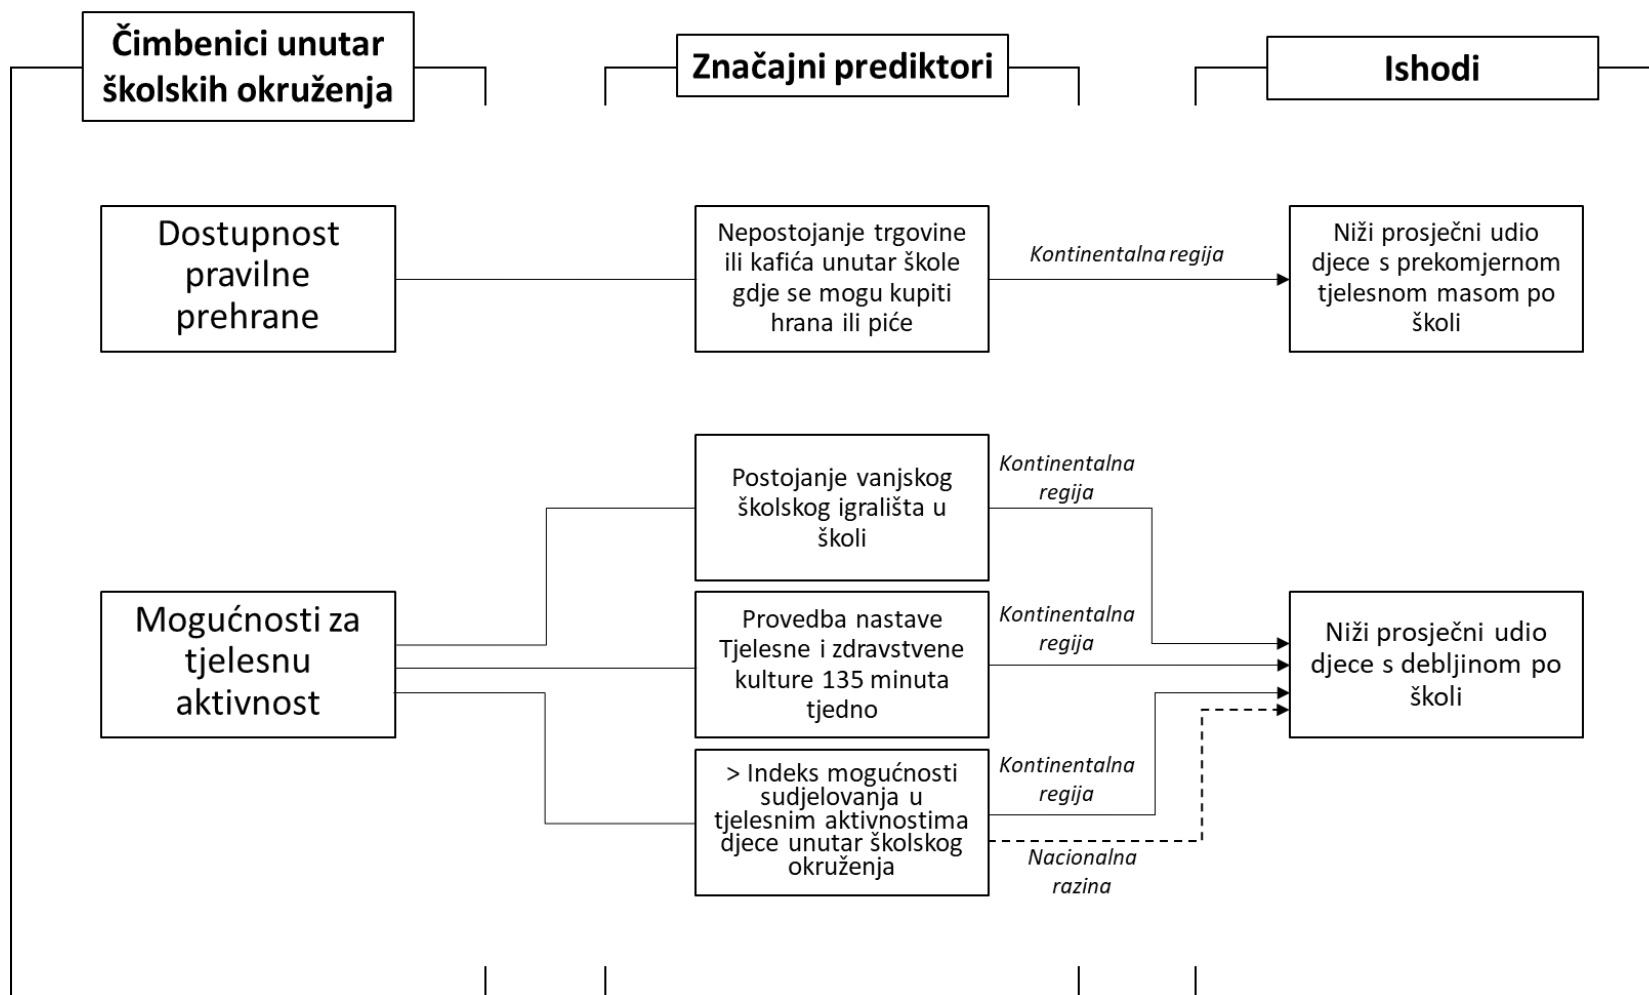 Čimbenici unutar
školskih okruženja
Značajni prediktori
Ishodi
Dostupnost
pravilne
prehrane
Nepostojanje trgovine
ili kafića unutar škole
gdje se mogu kupiti
hrana ili piće
Kontinentalna regija
Niži prosječni udio
djece s prekomjernom
tjelesnom masom po
školi
Mogućnosti za
tjelesnu
aktivnost
Postojanje vanjskog
školskog igrališta u
školi
Kontinentalna
regija
Provedba nastave
Tjelesne i zdravstvene
kulture 135 minuta
tjedno
Kontinentalna
regija
> Indeks mogućnosti
sudjelovanja u
tjelesnim aktivnostima
djece unutar školskog
okruženja
Kontinentalna
regija
Nacionalna
razina
Niži prosječni udio
djece s debljinom po
školi